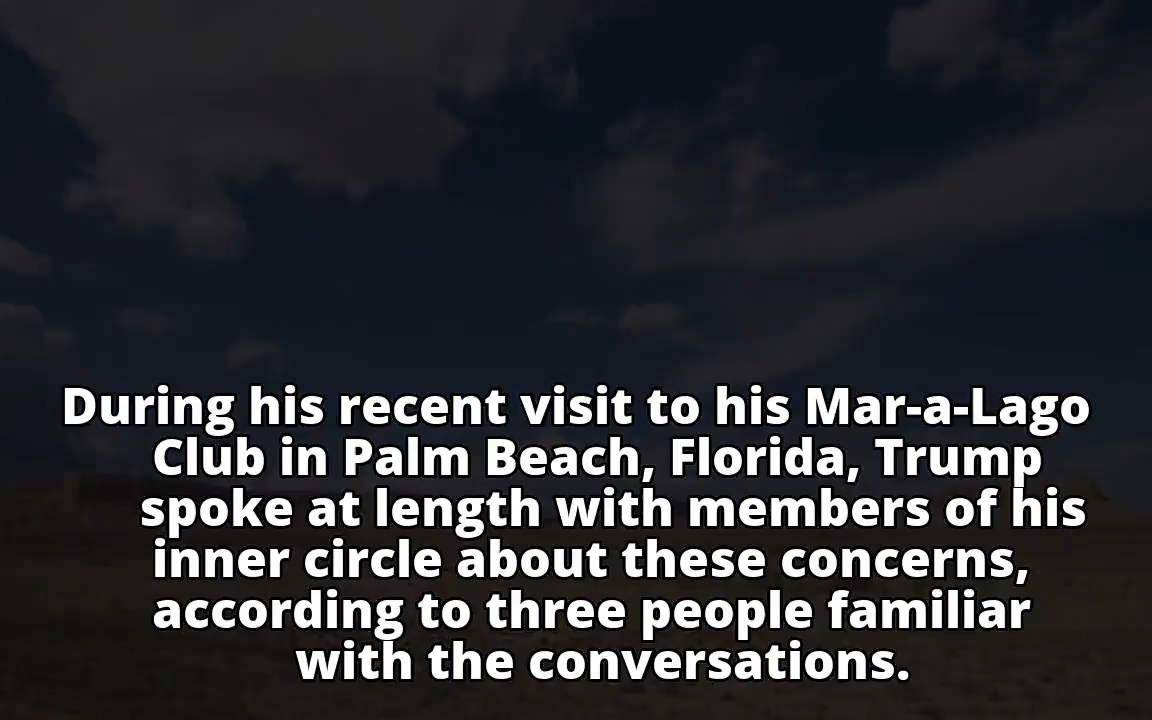 During his recent visit to his Mar-a-Lago
Club in Palm Beach, Florida, Trump
spoke at length with members of his
inner circle about these concerns,
according to three people familiar
with the conversations.